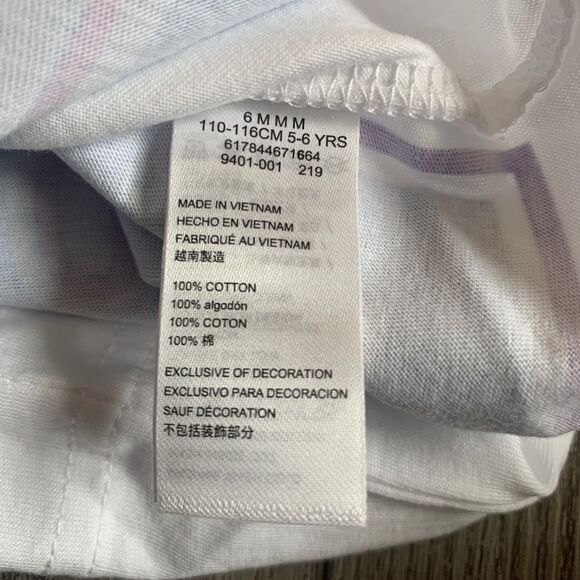 6 M M M
110-116CM 5-6 YRS
617844671664
9401-001 219
MADE IN VIETNAM
HECHO EN VIETNAM
FABRIQUÉ AU VIETNAM
越南製造
100% COTTON
100% algodón
100% COTON
100% 棉
EXCLUSIVE OF DECORATION
EXCLUSIVO PARA DECORACION
SAUF DÉCORATION
不包括装飾部分